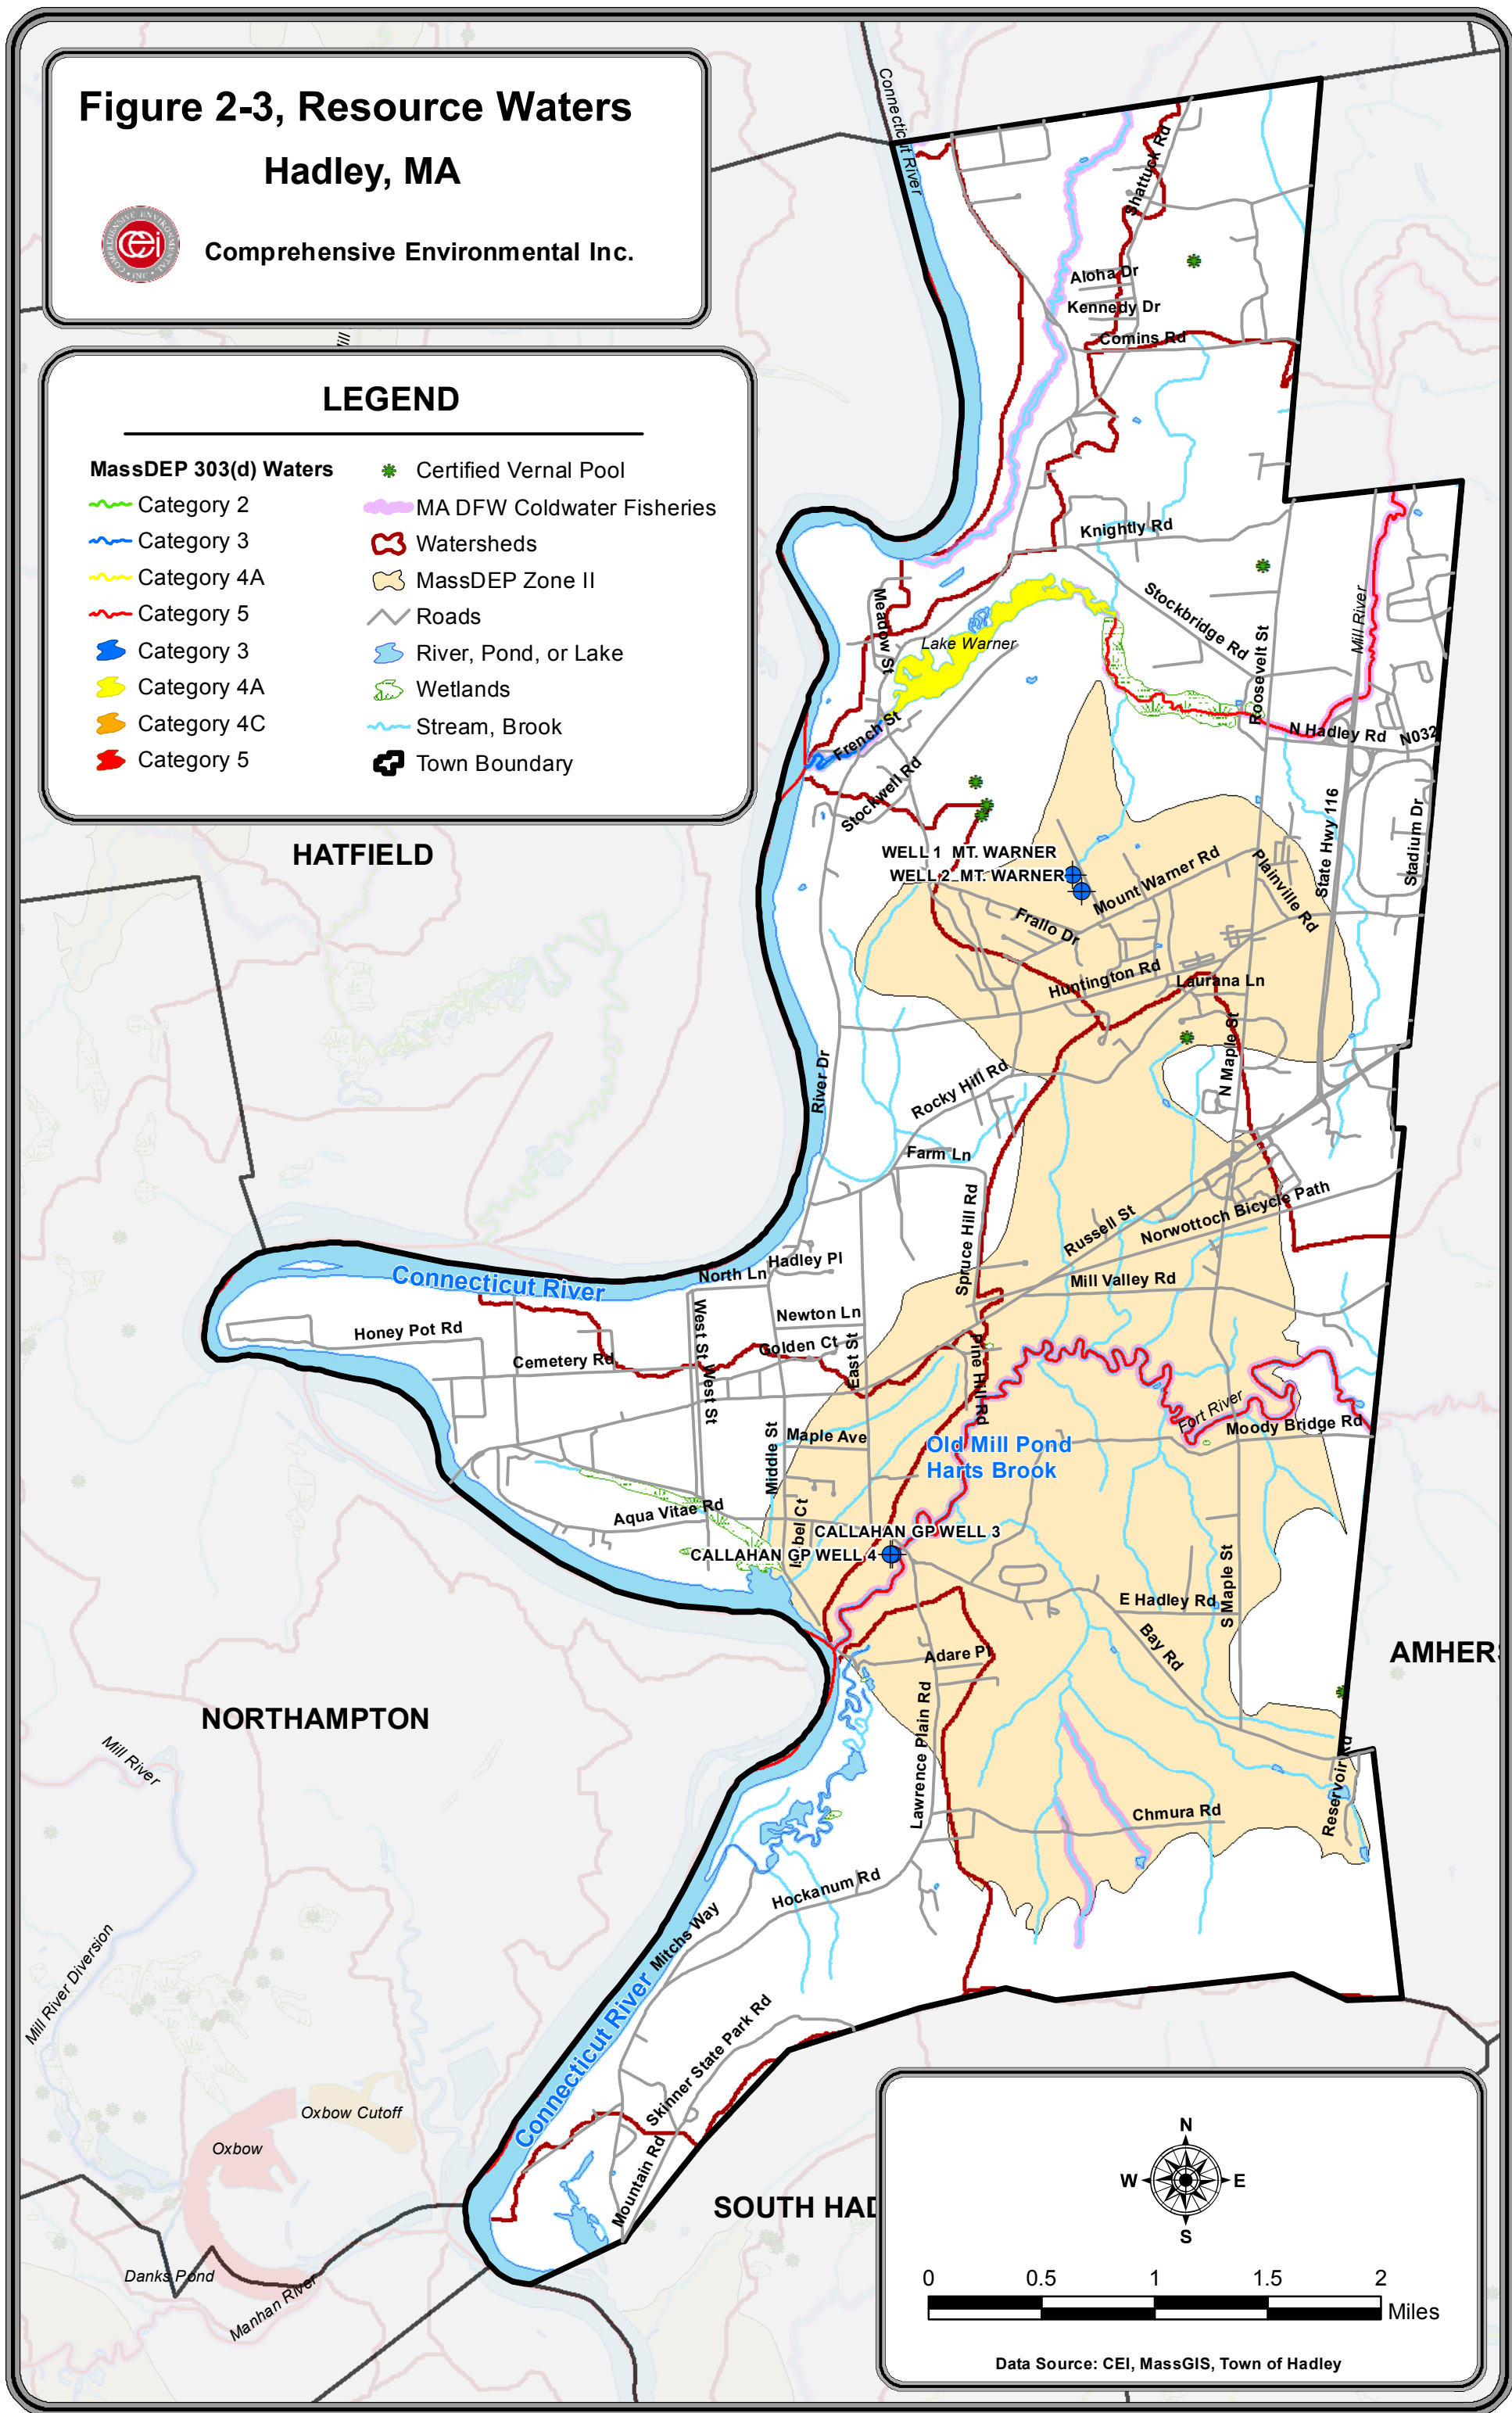 Figure 2-3, Resource Waters
Hadley, MA
COMPREHENSIVE ENVIRONMENTAL INC.
cei
Comprehensive Environmental Inc.
LEGEND
MassDEP 303(d) Waters
Category 2
Category 3
Category 4A
Category 5
Category 3
Category 4A
Category 4C
Category 5
Certified Vernal Pool
MA DFW Coldwater Fisheries
Watersheds
MassDEP Zone II
Roads
River, Pond, or Lake
Wetlands
Stream, Brook
Town Boundary
Connecticut River
Shattuck Rd
Aloha Dr
Kennedy Dr
Comins Rd
Knightly Rd
Meadow St
Lake Warner
Stockbridge Rd
Roosevelt St
Mill River
N Hadley Rd
N032
French St
Stockwell Rd
State Hwy 116
Stadium Dr
HATFIELD
WELL 1 MT. WARNER
WELL 2_MT. WARNER
Mount Warner Rd
Plainville Rd
Frallo Dr
Huntington Rd
Laurana Ln
N Maple St
River Dr
Rocky Hill Rd
Farm Ln
Spruce Hill Rd
Russell St
Norwottoch Bicycle Path
Mill Valley Rd
Connecticut River
North Ln
Hadley Pl
Newton Ln
Golden Ct
East St
Honey Pot Rd
Cemetery Rd
West St
West St
Pine Hill Rd
Fort River
Moody Bridge Rd
Middle St
Maple Ave
Old Mill Pond
Harts Brook
Aqua Vitae Rd
CALLAHAN GP WELL 3
CALLAHAN GP WELL 4
E Hadley Rd
S Maple St
Bay Rd
Adare Pl
Lawrence Plain Rd
AMHERS
NORTHAMPTON
Mill River
Reservoir Rd
Chmura Rd
Hockanum Rd
Mitchs Way
Mill River Diversion
Connecticut River
Skinner State Park Rd
Mountain Rd
Oxbow Cutoff
Oxbow
SOUTH HAD
Danks Pond
Manhan River
N
W
E
S
0
0.5
1
1.5
2
Miles
Data Source: CEI, MassGIS, Town of Hadley